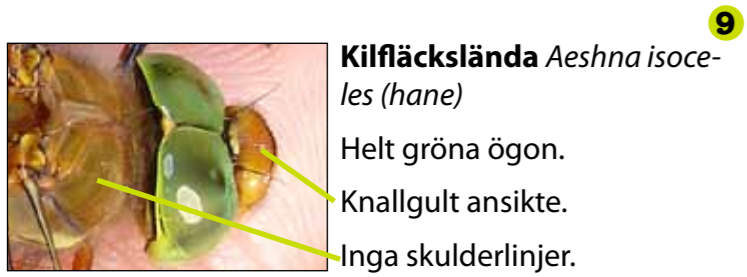 9
Kilfläckslända Aeshna isoce-
les (hane)
Helt gröna ögon.
Knallgult ansikte.
Inga skulderlinjer.